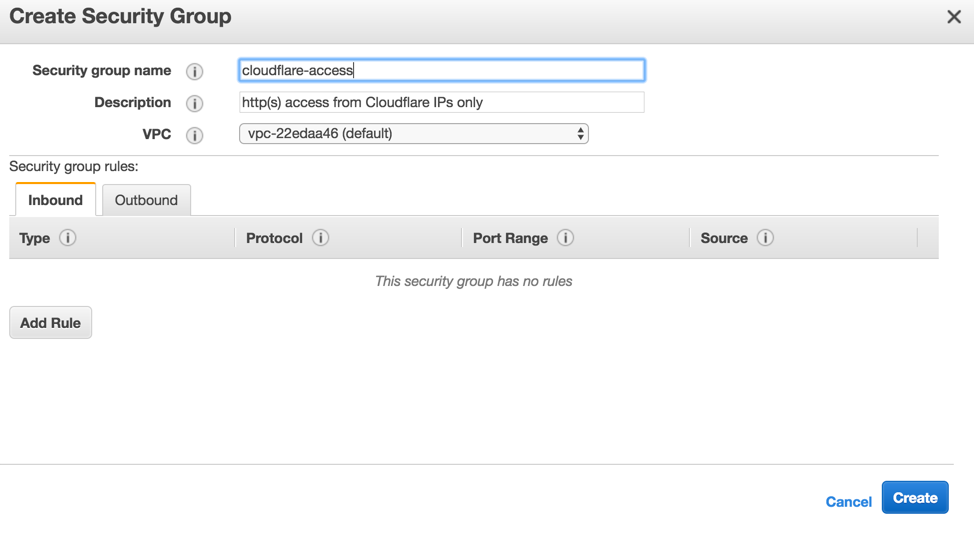 Create Security Group
Security group name
cloudflare-access
Description
http(s) access from Cloudflare IPs only
VPC
vpc-22edaa46 (default)
Security group rules:
Inbound Outbound
Type Protocol Port Range Source
This security group has no rules
Add Rule
Cancel Create